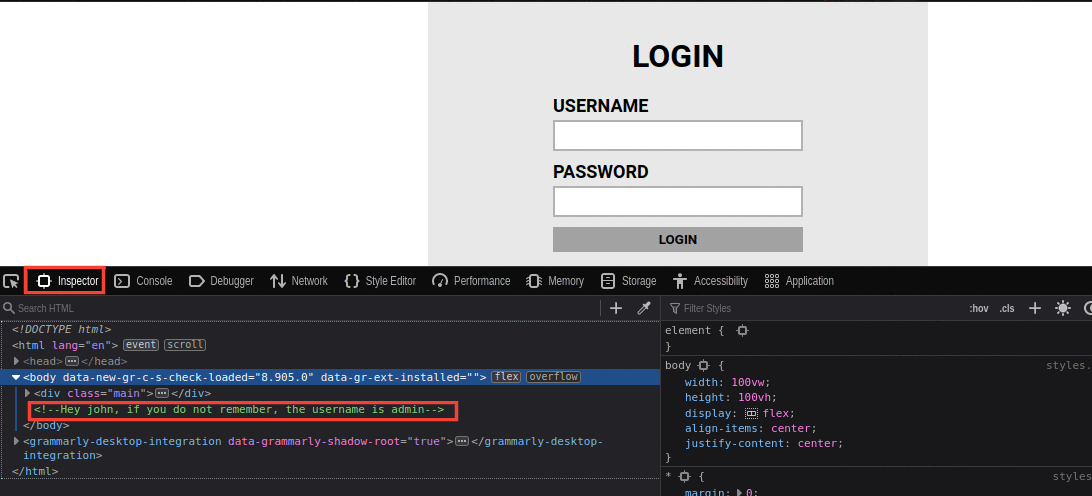 LOGIN
USERNAME
PASSWORD
LOGIN
Inspector Console Debugger Network Style Editor Performance Memory Storage Accessibility Application
Search HTML
Filter Styles :hov .cls
<!DOCTYPE html>
<html lang="en"> event scroll
<head> ⋯ </head>
<body data-new-gr-c-s-check-loaded="8.905.0" data-gr-ext-installed=""> flex overflow
<div class="main"> ⋯ </div>
<!--Hey john, if you do not remember, the username is admin-->
</body>
<grammarly-desktop-integration data-grammarly-shadow-root="true"> ⋯ </grammarly-desktop-
integration>
</html>
element {
}
body { styles.
width: 100vw;
height: 100vh;
display: flex;
align-items: center;
justify-content: center;
}
* { styles
margin: 0;